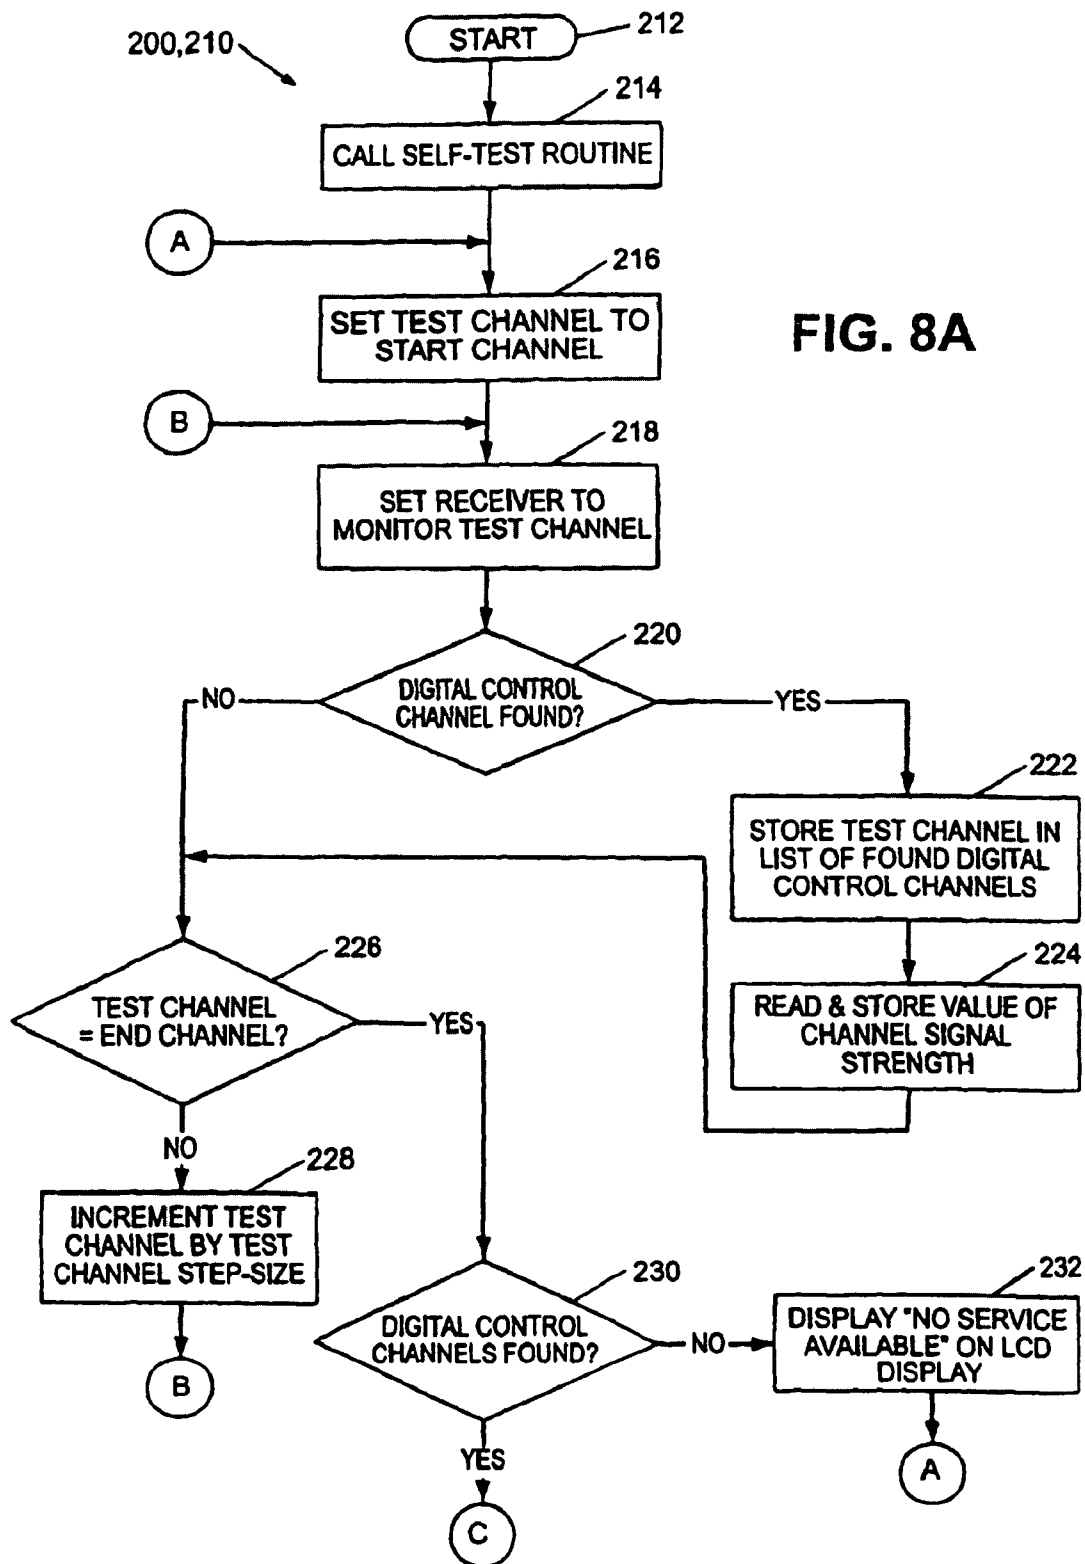 200,210
START
212
214
CALL SELF-TEST ROUTINE
A
216
SET TEST CHANNEL TO
START CHANNEL
FIG. 8A
B
218
SET RECEIVER TO
MONITOR TEST CHANNEL
220
DIGITAL CONTROL
CHANNEL FOUND?
NO
YES
222
STORE TEST CHANNEL IN
LIST OF FOUND DIGITAL
CONTROL CHANNELS
224
READ & STORE VALUE OF
CHANNEL SIGNAL
STRENGTH
226
TEST CHANNEL
= END CHANNEL?
YES
NO
228
INCREMENT TEST
CHANNEL BY TEST
CHANNEL STEP-SIZE
B
230
DIGITAL CONTROL
CHANNELS FOUND?
NO
232
DISPLAY "NO SERVICE
AVAILABLE" ON LCD
DISPLAY
A
YES
C